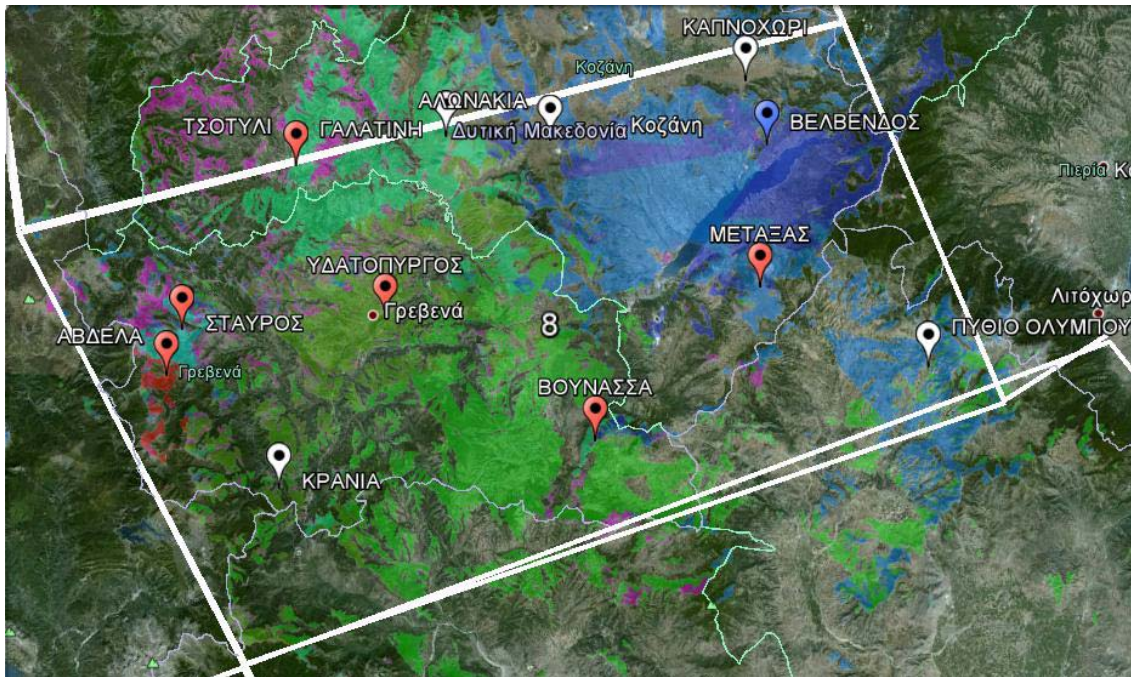 ΚΑΠΝΟΧΩΡΙ
Κοζάνη
ΑΛΩΝΑΚΙΑ
ΤΣΟΤΥΛΙ
ΓΑΛΑΤΙΝΗ
Δυτική Μακεδονία
Κοζάνη
ΒΕΛΒΕΝΔΟΣ
Πιερία
ΜΕΤΑΞΑΣ
ΥΔΑΤΟΠΥΡΓΟΣ
Γρεβενά
8
Λιτόχωρ
ΣΤΑΥΡΟΣ
ΑΒΔΕΛΑ
ΠΥΘΙΟ ΟΛΥΜΠΟΥ
Γρεβενά
ΒΟΥΝΑΣΣΑ
ΚΡΑΝΙΑ